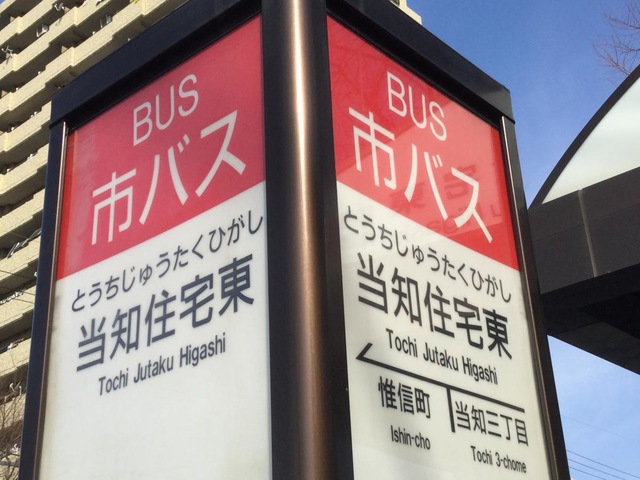 BUS
市バス
とうちじゅうたくひがし
当知住宅東
Tochi Jutaku Higashi
BUS
市バス
とうちじゅうたくひがし
当知住宅東
Tochi Jutaku Higashi
惟信町
Ishin-cho
当知三丁目
Tochi 3-chome